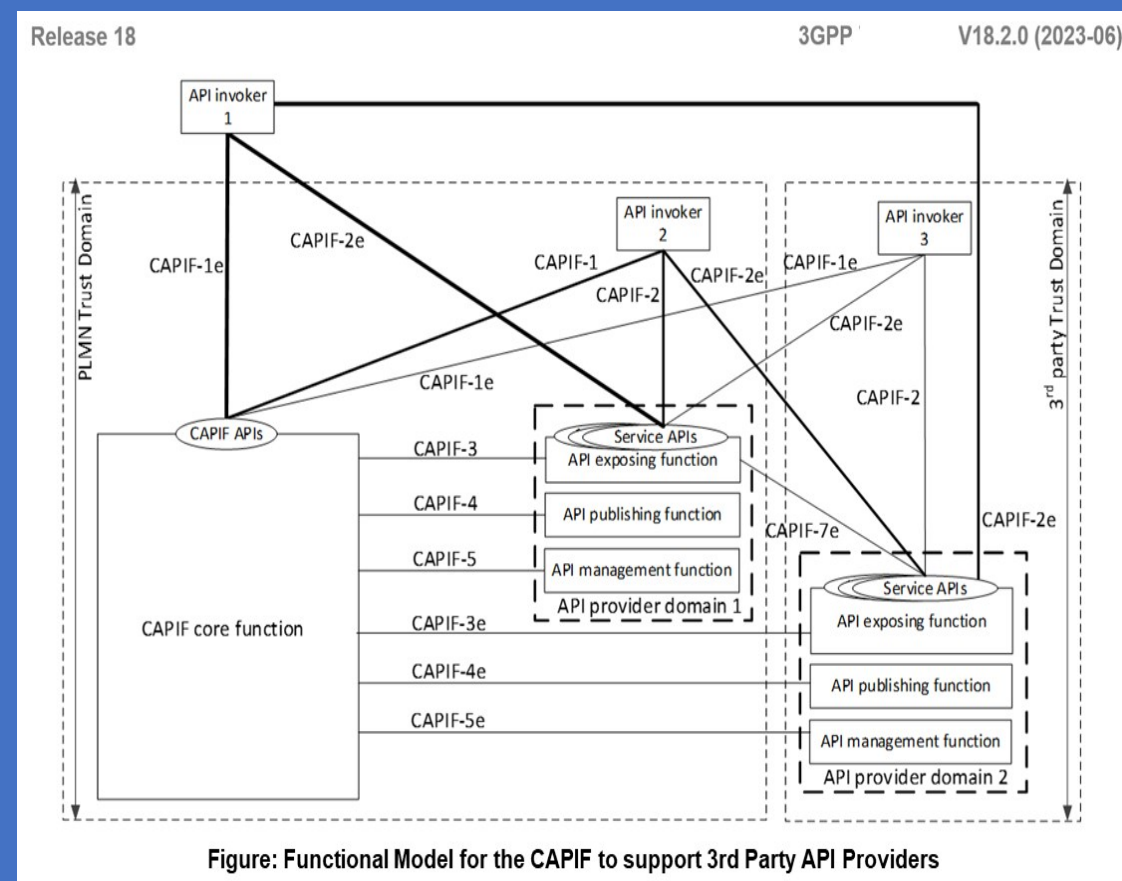 Release 18
3GPP
V18.2.0 (2023-06)
API invoker
1
PLMN Trust Domain
3rd party Trust Domain
API invoker
2
API invoker
3
CAPIF-2e
CAPIF-1e
CAPIF-1
CAPIF-2
CAPIF-2e
CAPIF-1e
CAPIF-2e
CAPIF-1e
CAPIF-2
CAPIF APIs
Service APIs
API exposing function
CAPIF-3
CAPIF-4
API publishing function
CAPIF-5
API management function
API provider domain 1
CAPIF-7e
CAPIF-2e
Service APIs
CAPIF core function
CAPIF-3e
API exposing function
CAPIF-4e
API publishing function
CAPIF-5e
API management function
API provider domain 2
Figure: Functional Model for the CAPIF to support 3rd Party API Providers